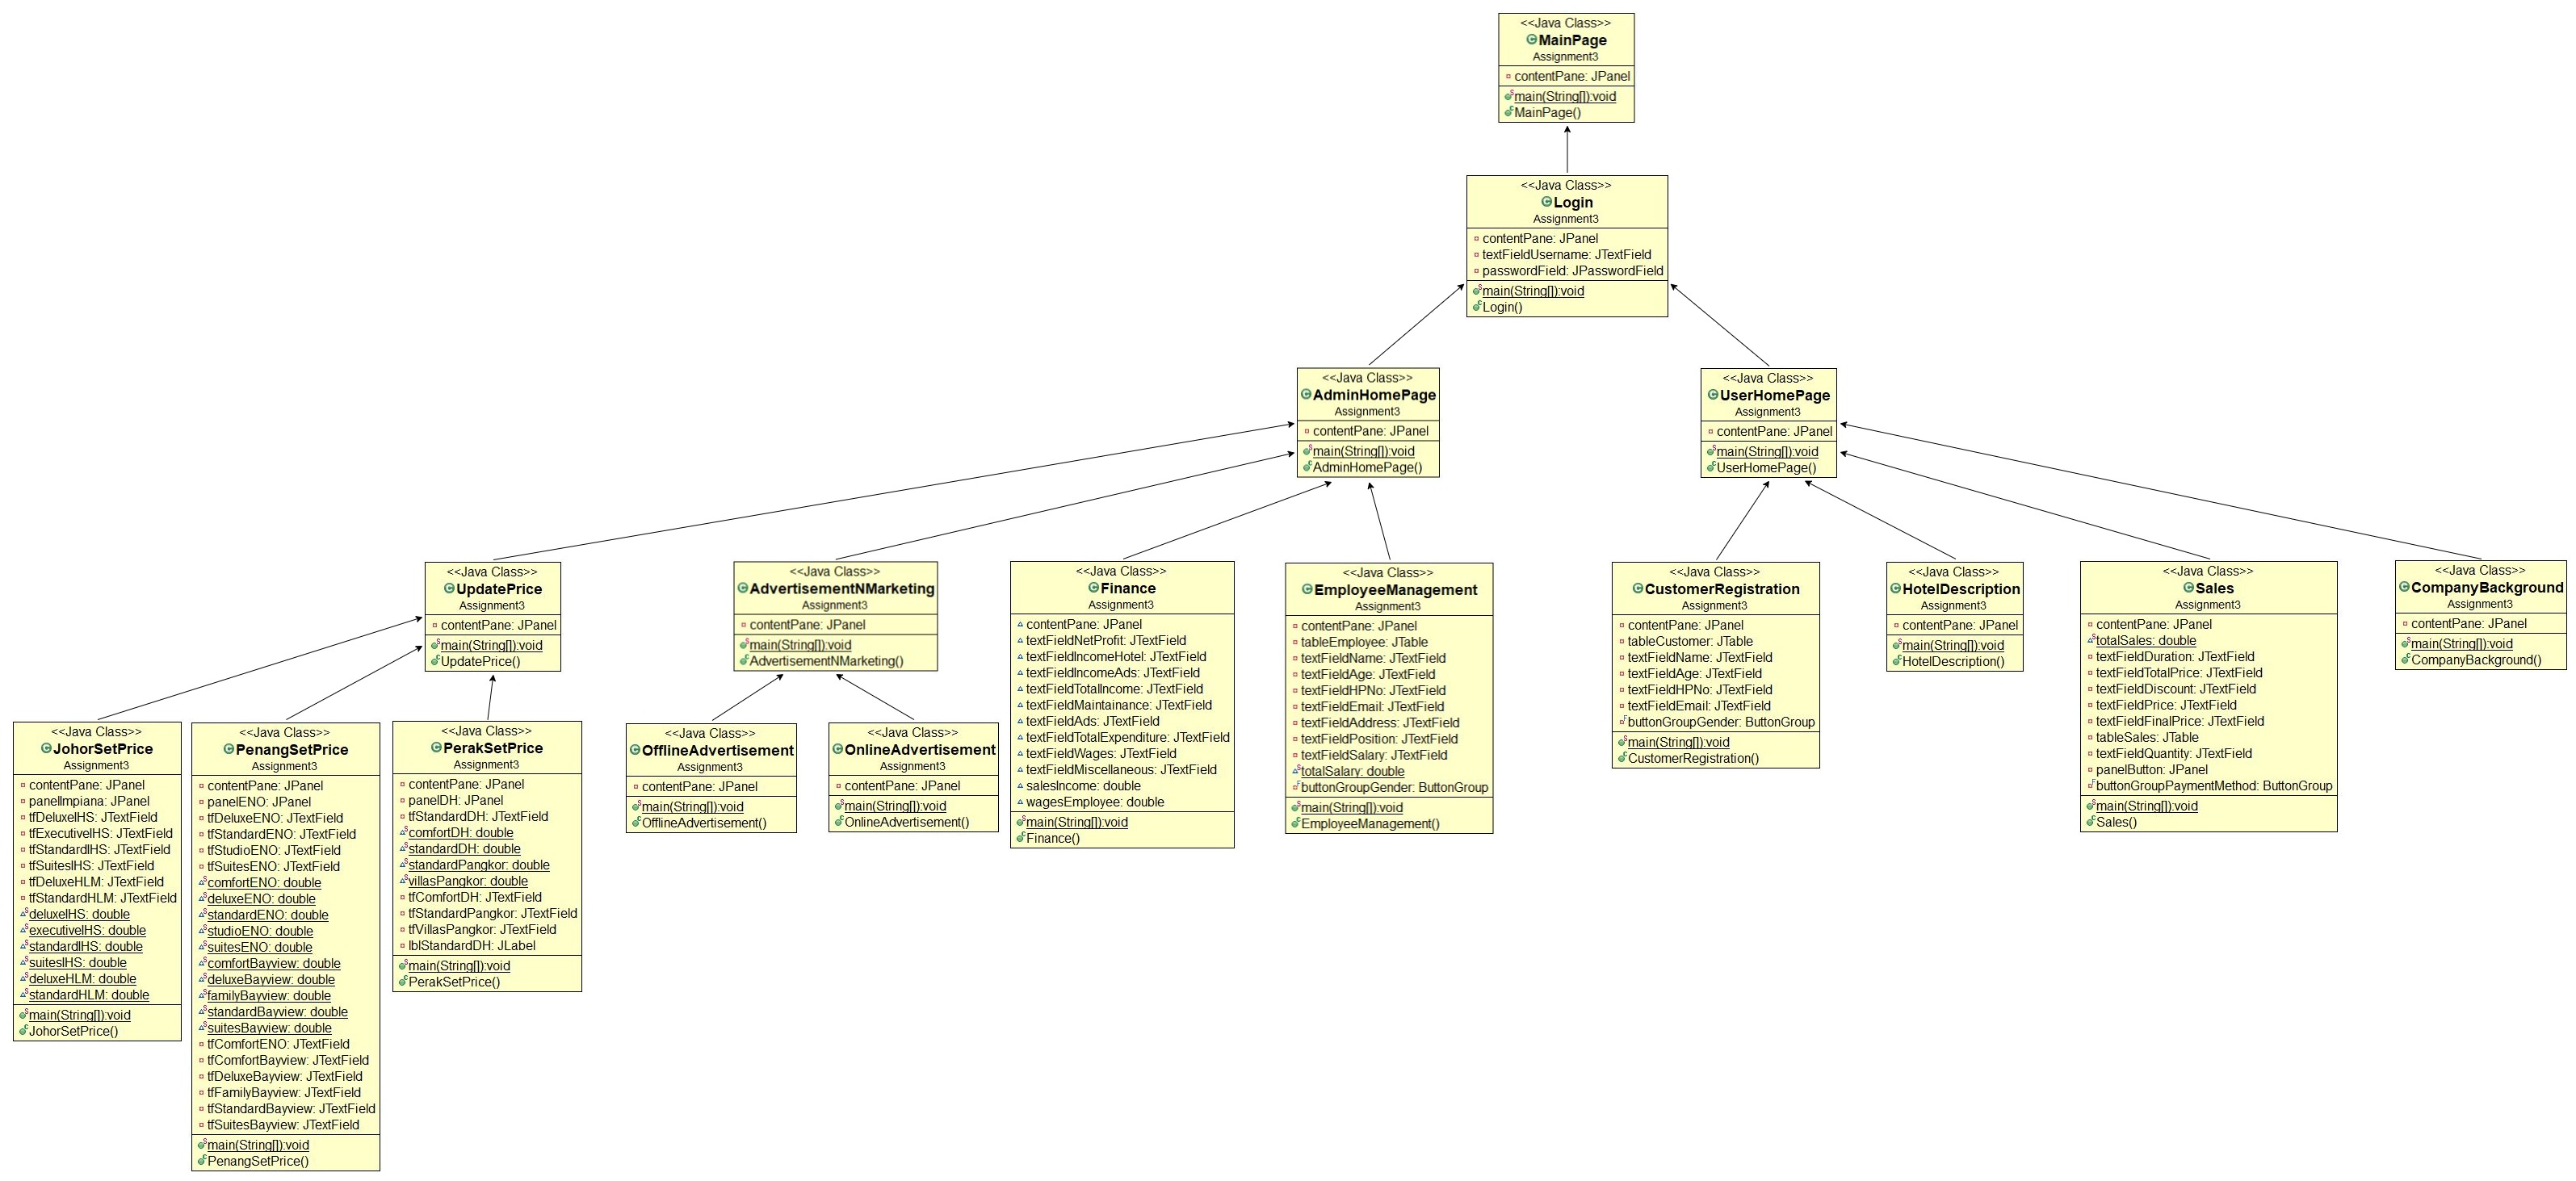 <<Java Class>>
MainPage
Assignment3
contentPane: JPanel
main(String[]):void
MainPage()
<<Java Class>>
Login
Assignment3
contentPane: JPanel
textFieldUsername: JTextField
passwordField: JPasswordField
main(String[]):void
Login()
<<Java Class>>
AdminHomePage
Assignment3
contentPane: JPanel
main(String[]):void
AdminHomePage()
<<Java Class>>
UserHomePage
Assignment3
contentPane: JPanel
main(String[]):void
UserHomePage()
<<Java Class>>
UpdatePrice
Assignment3
contentPane: JPanel
main(String[]):void
UpdatePrice()
<<Java Class>>
AdvertisementNMarketing
Assignment3
contentPane: JPanel
main(String[]):void
AdvertisementNMarketing()
<<Java Class>>
Finance
Assignment3
contentPane: JPanel
textFieldNetProfit: JTextField
textFieldIncomeHotel: JTextField
textFieldIncomeAds: JTextField
textFieldTotalIncome: JTextField
textFieldMaintainance: JTextField
textFieldAds: JTextField
textFieldTotalExpenditure: JTextField
textFieldWages: JTextField
textFieldMiscellaneous: JTextField
salesIncome: double
wagesEmployee: double
main(String[]):void
Finance()
<<Java Class>>
EmployeeManagement
Assignment3
contentPane: JPanel
tableEmployee: JTable
textFieldName: JTextField
textFieldAge: JTextField
textFieldHPNo: JTextField
textFieldEmail: JTextField
textFieldAddress: JTextField
textFieldPosition: JTextField
textFieldSalary: JTextField
totalSalary: double
buttonGroupGender: ButtonGroup
main(String[]):void
EmployeeManagement()
<<Java Class>>
CustomerRegistration
Assignment3
contentPane: JPanel
tableCustomer: JTable
textFieldName: JTextField
textFieldAge: JTextField
textFieldHPNo: JTextField
textFieldEmail: JTextField
buttonGroupGender: ButtonGroup
main(String[]):void
CustomerRegistration()
<<Java Class>>
HotelDescription
Assignment3
contentPane: JPanel
main(String[]):void
HotelDescription()
<<Java Class>>
Sales
Assignment3
contentPane: JPanel
totalSales: double
textFieldDuration: JTextField
textFieldTotalPrice: JTextField
textFieldDiscount: JTextField
textFieldPrice: JTextField
textFieldFinalPrice: JTextField
tableSales: JTable
textFieldQuantity: JTextField
panelButton: JPanel
buttonGroupPaymentMethod: ButtonGroup
main(String[]):void
Sales()
<<Java Class>>
CompanyBackground
Assignment3
contentPane: JPanel
main(String[]):void
CompanyBackground()
<<Java Class>>
JohorSetPrice
Assignment3
contentPane: JPanel
panelImpiana: JPanel
tfDeluxeIHS: JTextField
tfExecutiveIHS: JTextField
tfStandardIHS: JTextField
tfSuitesIHS: JTextField
tfDeluxeHLM: JTextField
tfStandardHLM: JTextField
deluxeIHS: double
executiveIHS: double
standardIHS: double
suitesIHS: double
deluxeHLM: double
standardHLM: double
main(String[]):void
JohorSetPrice()
<<Java Class>>
PenangSetPrice
Assignment3
contentPane: JPanel
panelENO: JPanel
tfDeluxeENO: JTextField
tfStandardENO: JTextField
tfStudioENO: JTextField
tfSuitesENO: JTextField
comfortENO: double
deluxeENO: double
standardENO: double
studioENO: double
suitesENO: double
comfortBayview: double
deluxeBayview: double
familyBayview: double
standardBayview: double
suitesBayview: double
tfComfortENO: JTextField
tfComfortBayview: JTextField
tfDeluxeBayview: JTextField
tfFamilyBayview: JTextField
tfStandardBayview: JTextField
tfSuitesBayview: JTextField
main(String[]):void
PenangSetPrice()
<<Java Class>>
PerakSetPrice
Assignment3
contentPane: JPanel
panelDH: JPanel
tfStandardDH: JTextField
comfortDH: double
standardDH: double
standardPangkor: double
villasPangkor: double
tfComfortDH: JTextField
tfStandardPangkor: JTextField
tfVillasPangkor: JTextField
lblStandardDH: JLabel
main(String[]):void
PerakSetPrice()
<<Java Class>>
OfflineAdvertisement
Assignment3
contentPane: JPanel
main(String[]):void
OfflineAdvertisement()
<<Java Class>>
OnlineAdvertisement
Assignment3
contentPane: JPanel
main(String[]):void
OnlineAdvertisement()